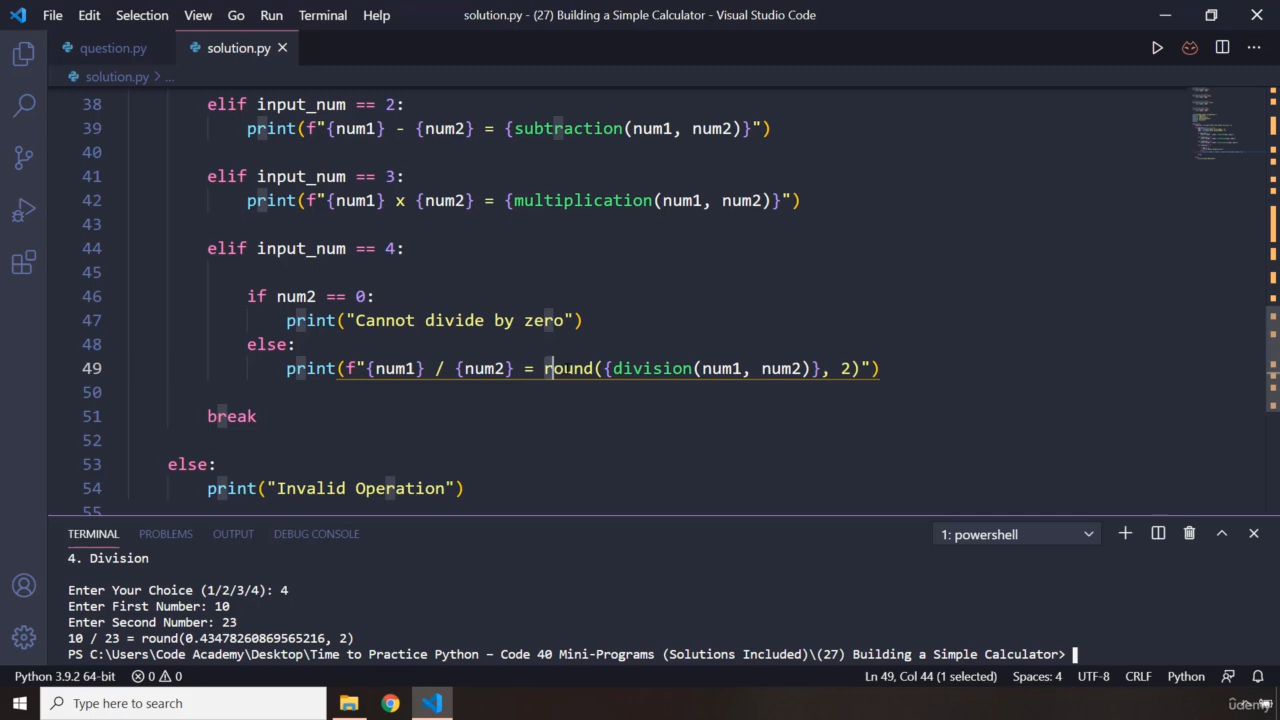 File Edit Selection View Go Run Terminal Help solution.py - (27) Building a Simple Calculator - Visual Studio Code
question.py solution.py
solution.py > ...
38 elif input_num == 2:
39 print(f"{num1} - {num2} = {subtraction(num1, num2)}")
40
41 elif input_num == 3:
42 print(f"{num1} x {num2} = {multiplication(num1, num2)}")
43
44 elif input_num == 4:
45
46 if num2 == 0:
47 print("Cannot divide by zero")
48 else:
49 print(f"{num1} / {num2} = round({division(num1, num2)}, 2)")
50
51 break
52
53 else:
54 print("Invalid Operation")
55
TERMINAL PROBLEMS OUTPUT DEBUG CONSOLE 1: powershell
4. Division
Enter Your Choice (1/2/3/4): 4
Enter First Number: 10
Enter Second Number: 23
10 / 23 = round(0.43478260869565216, 2)
PS C:\Users\Code Academy\Desktop\Time to Practice Python – Code 40 Mini-Programs (Solutions Included)\(27) Building a Simple Calculator>
Python 3.9.2 64-bit 0 0 Ln 49, Col 44 (1 selected) Spaces: 4 UTF-8 CRLF Python
Type here to search
udemy